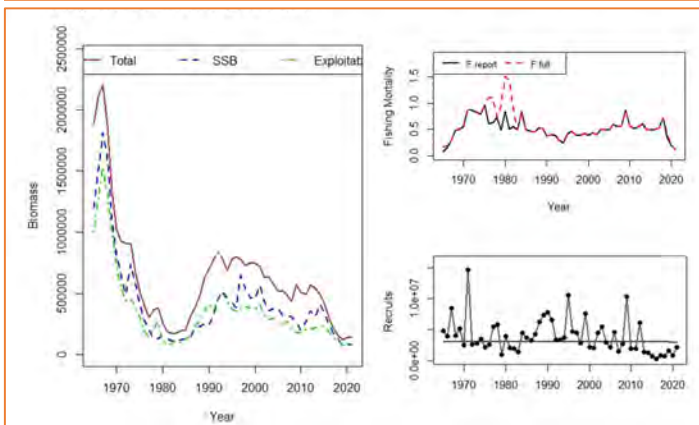 Total SSB Exploitab
2500000
2000000
1500000
1000000
500000
0
Biomass
1970 1980 1990 2000 2010 2020
Year
F.report F.full
1.5
1.0
0.5
0.0
Fishing Mortality
1970 1980 1990 2000 2010 2020
Year
1.0e+07
0.0e+00
Recruits
1970 1980 1990 2000 2010 2020